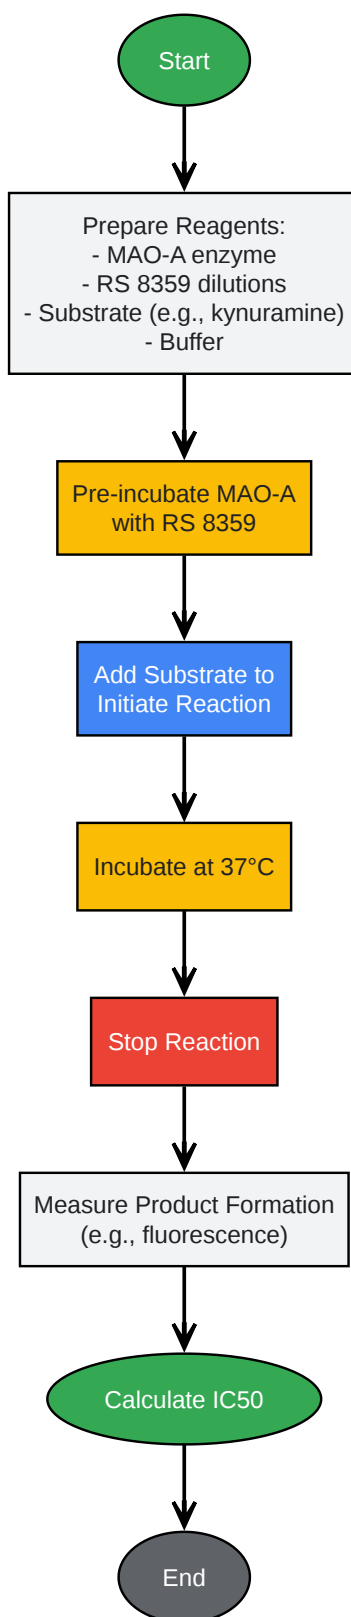 Start
Prepare Reagents:
- MAO-A enzyme
- RS 8359 dilutions
- Substrate (e.g., kynuramine)
- Buffer
Pre-incubate MAO-A
with RS 8359
Add Substrate to
Initiate Reaction
Incubate at 37°C
Stop Reaction
Measure Product Formation
(e.g., fluorescence)
Calculate IC50
End